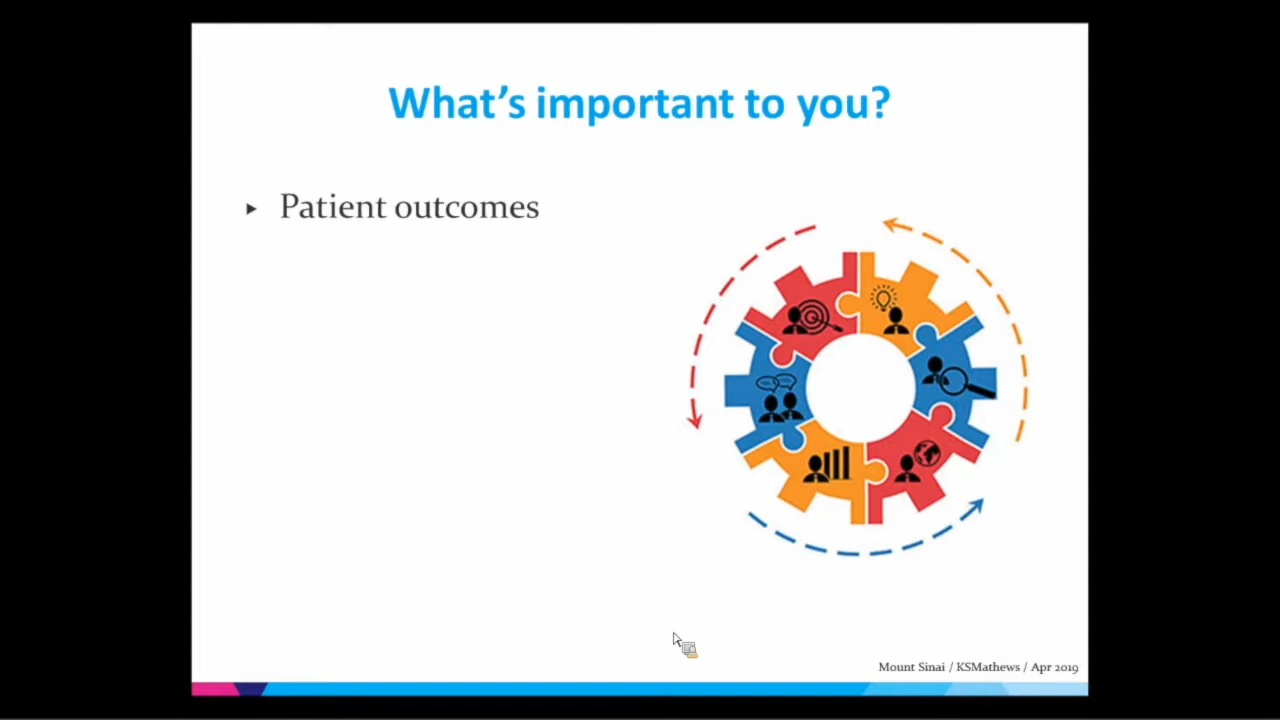 What's important to you?
▸ Patient outcomes
Mount Sinai / KSMathews / Apr 2019